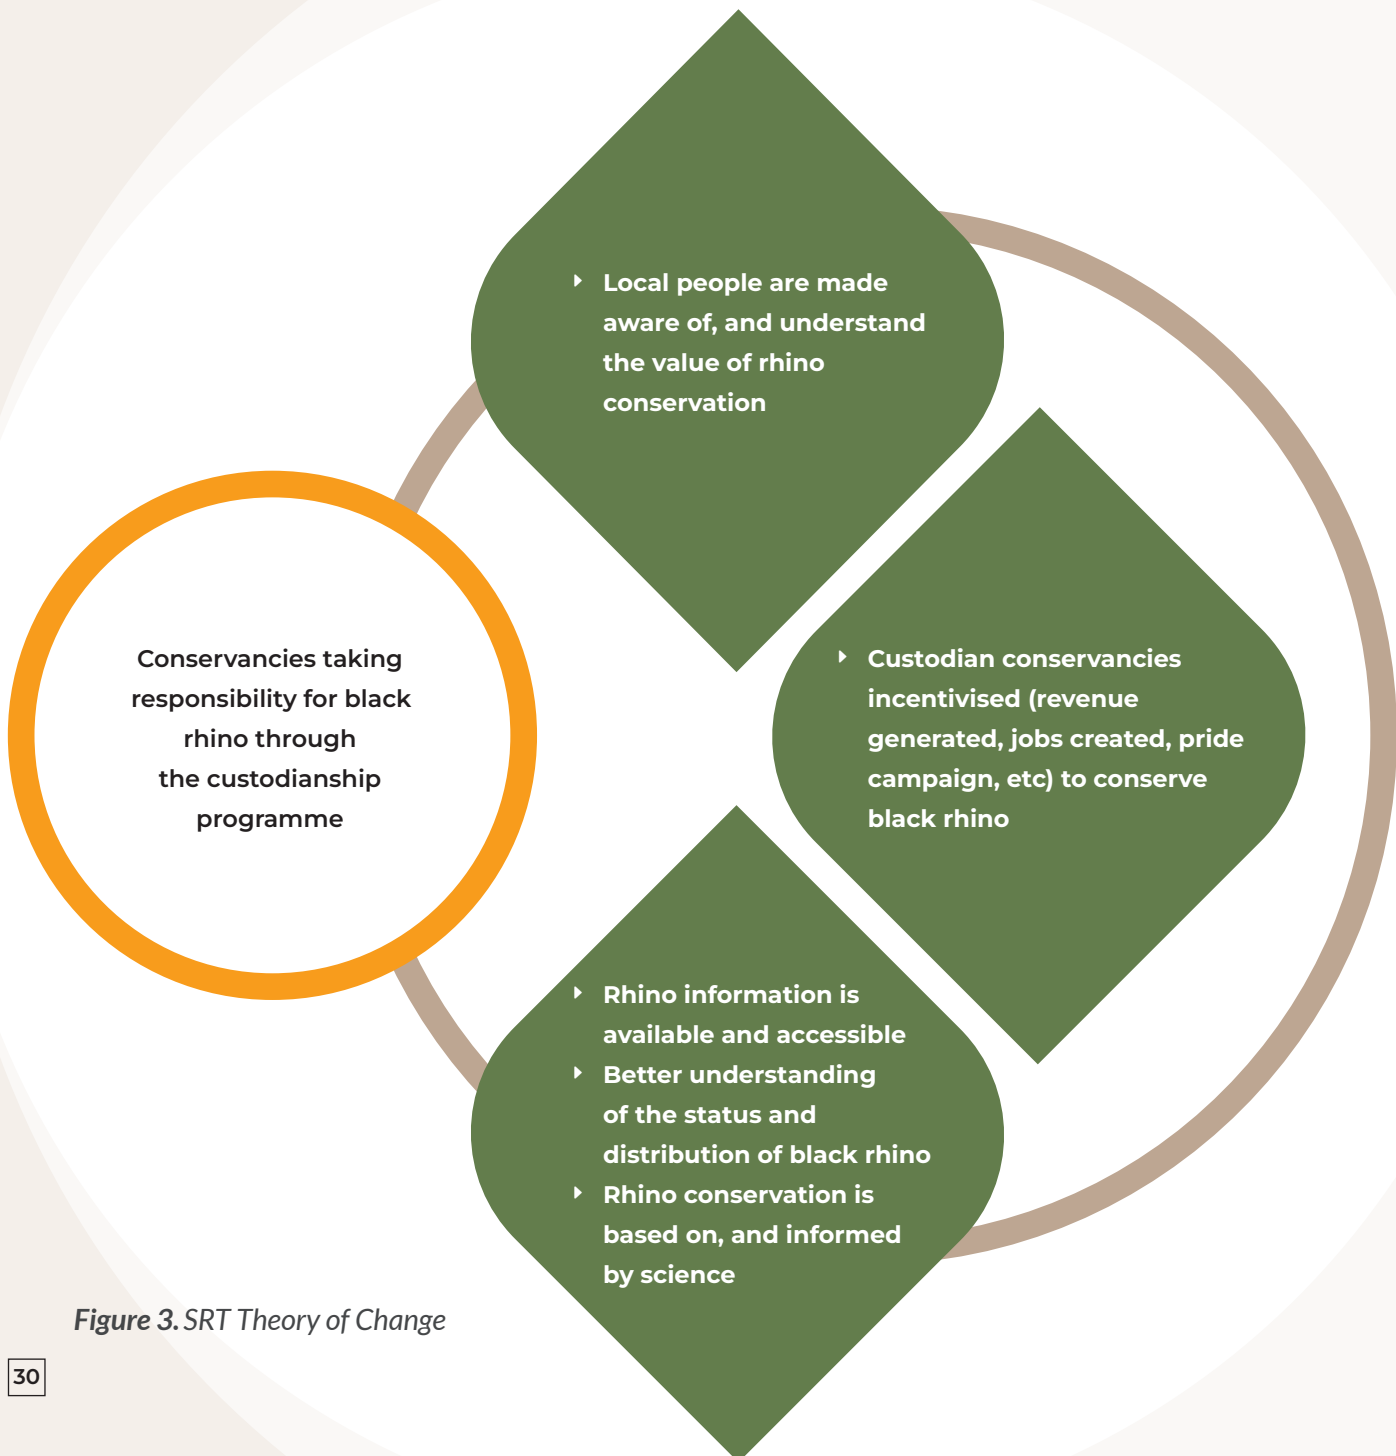 Local people are made
aware of, and understand
the value of rhino
conservation
Conservancies taking
responsibility for black
rhino through
the custodianship
programme
Custodian conservancies
incentivised (revenue
generated, jobs created, pride
campaign, etc) to conserve
black rhino
Rhino information is
available and accessible
Better understanding
of the status and
distribution of black rhino
Rhino conservation is
based on, and informed
by science
Figure 3. SRT Theory of Change
30